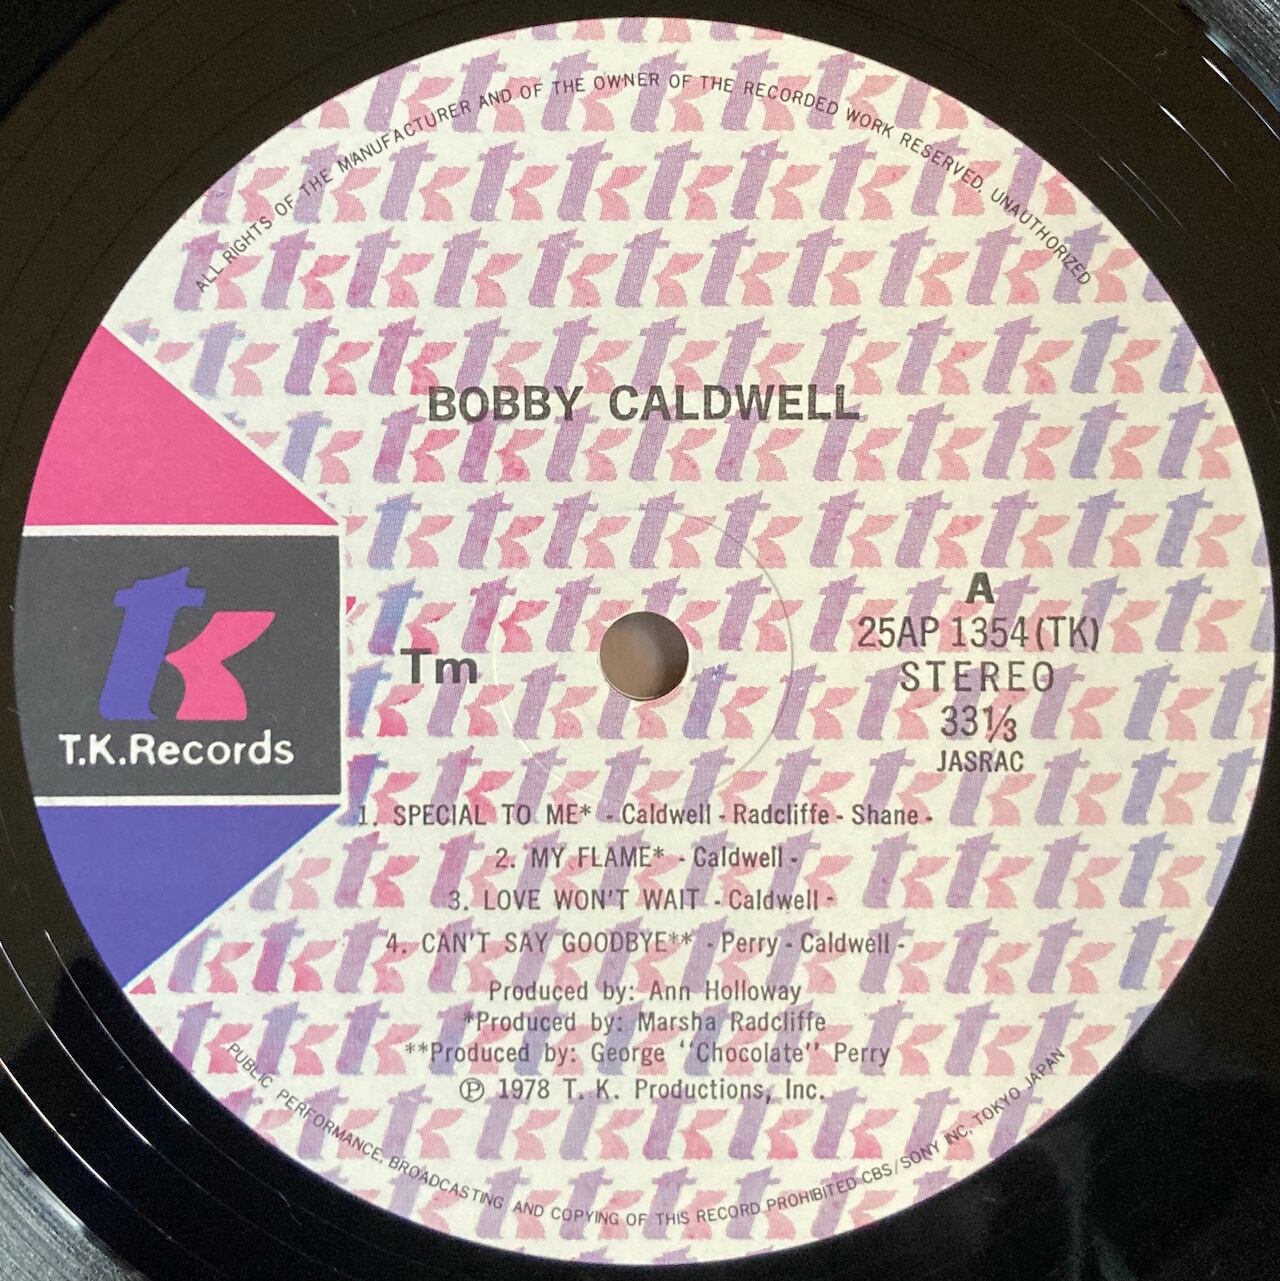 ALL RIGHTS OF THE MANUFACTURER AND OF THE OWNER OF THE RECORDED WORK RESERVED. UNAUTHORIZED
BOBBY CALDWELL
tk
T.K.Records
Tm
A
25AP 1354(TK)
STEREO
33⅓
JASRAC
1. SPECIAL TO ME* - Caldwell - Radcliffe - Shane -
2. MY FLAME* - Caldwell -
3. LOVE WON'T WAIT - Caldwell -
4. CAN'T SAY GOODBYE** - Perry - Caldwell -
Produced by: Ann Holloway
*Produced by: Marsha Radcliffe
**Produced by: George "Chocolate" Perry
Ⓟ 1978 T. K. Productions, Inc.
PUBLIC PERFORMANCE, BROADCASTING AND COPYING OF THIS RECORD PROHIBITED CBS/SONY INC. TOKYO JAPAN